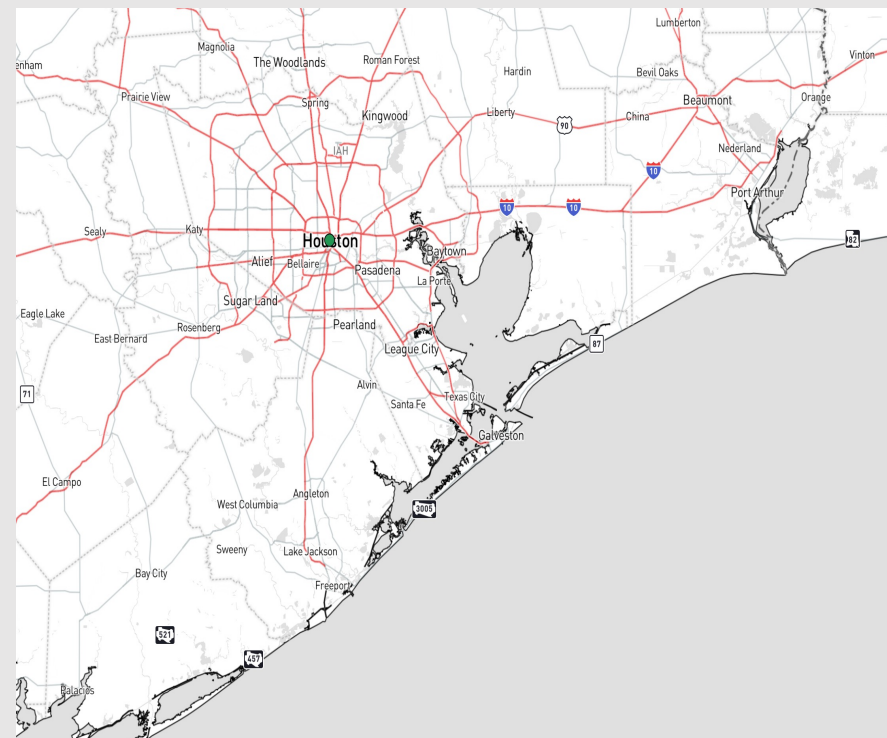 Lumberton
Magnolia
Vinton
The Woodlands
Roman Forest
enham
Hardin
Bevil Oaks
Prairie View
Spring
Beaumont
Orange
Kingwood
Liberty
90
China
IAH
Nederland
10
Port Arthur
10
10
Sealy
Katy
Houston
82
Baytown
Alief
Bellaire
Pasadena
La Porte
Sugar Land
Eagle Lake
Rosenberg
Pearland
East Bernard
87
League City
Alvin
71
Texas City
Santa Fe
Galveston
El Campo
Angleton
West Columbia
3005
Sweeny
Lake Jackson
Bay City
Freeport
521
457
Palacios